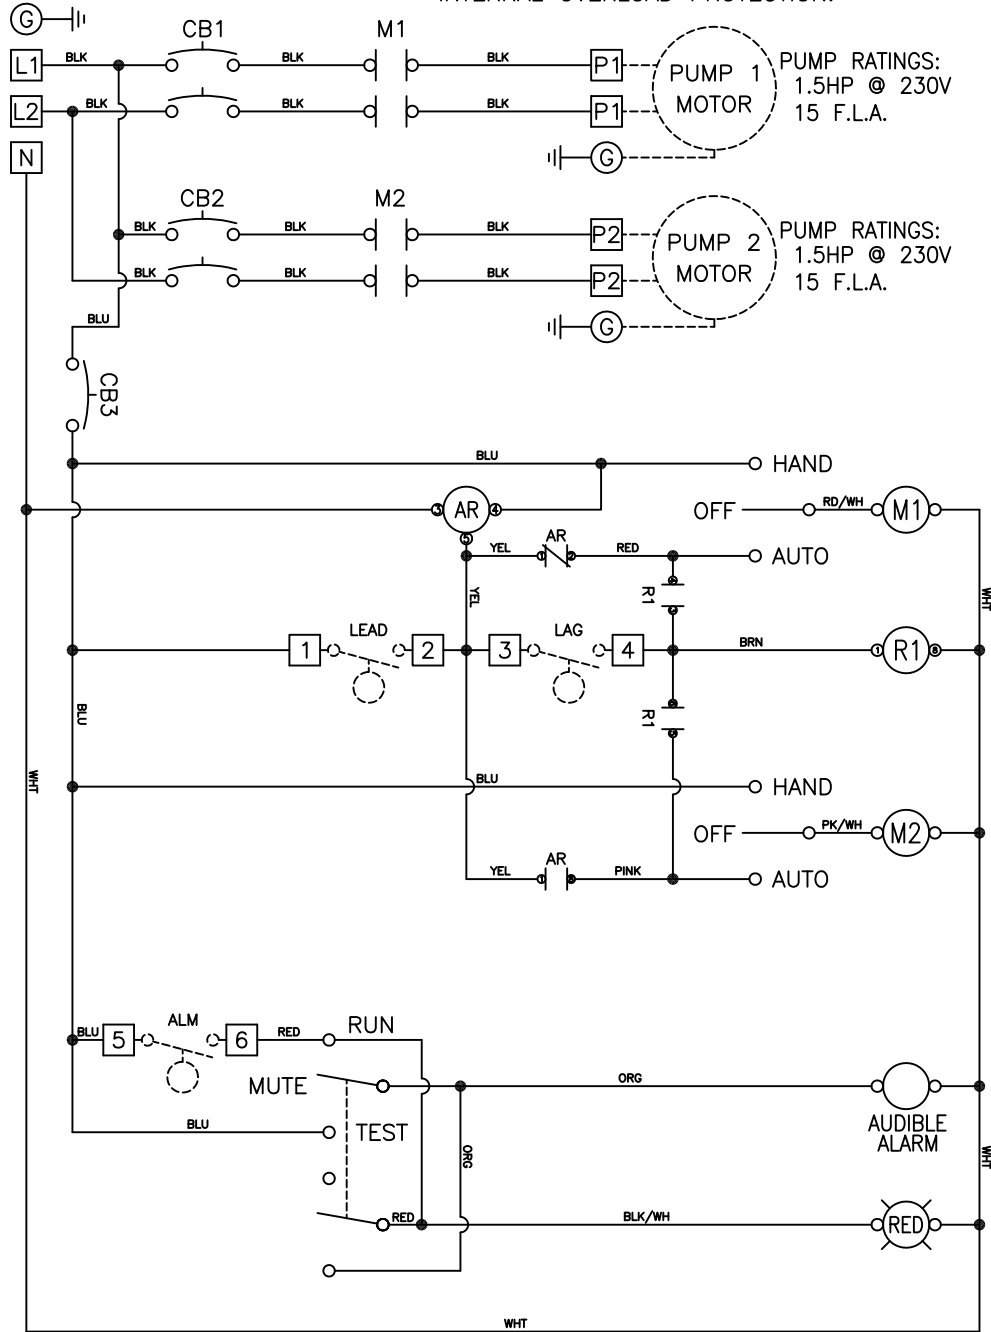 INTERNAL OVERLOAD PROTECTION.
G
CB1
M1
L1
BLK
BLK
BLK
P1
PUMP 1
MOTOR
PUMP RATINGS:
1.5HP @ 230V
15 F.L.A.
L2
BLK
BLK
BLK
P1
N
G
CB2
M2
BLK
BLK
BLK
P2
PUMP 2
MOTOR
PUMP RATINGS:
1.5HP @ 230V
15 F.L.A.
BLK
BLK
BLK
P2
BLU
G
CB3
BLU
HAND
3
AR
4
5
OFF
RD/WH
M1
YEL
1
AR
2
RED
AUTO
YEL
R1
WHT
1
LEAD
2
3
LAG
4
BRN
1
R1
8
BLU
R1
WHT
BLU
HAND
OFF
PK/WH
M2
YEL
1
AR
8
PINK
AUTO
BLU
5
ALM
6
RED
RUN
MUTE
ORG
AUDIBLE
ALARM
BLU
TEST
ORG
WHT
RED
BLK/WH
RED
WHT